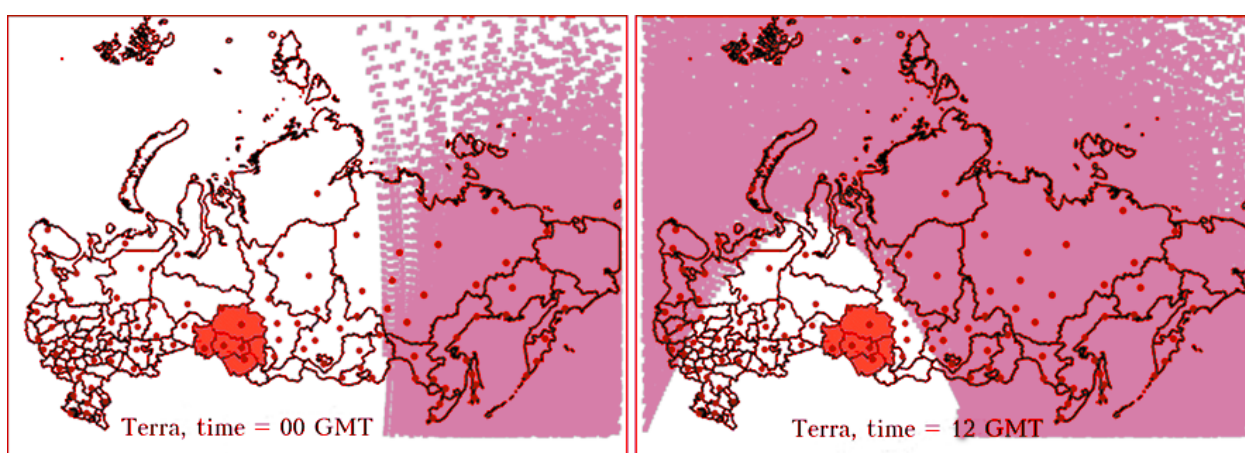 Terra, time = 00 GMT
Terra, time = 12 GMT